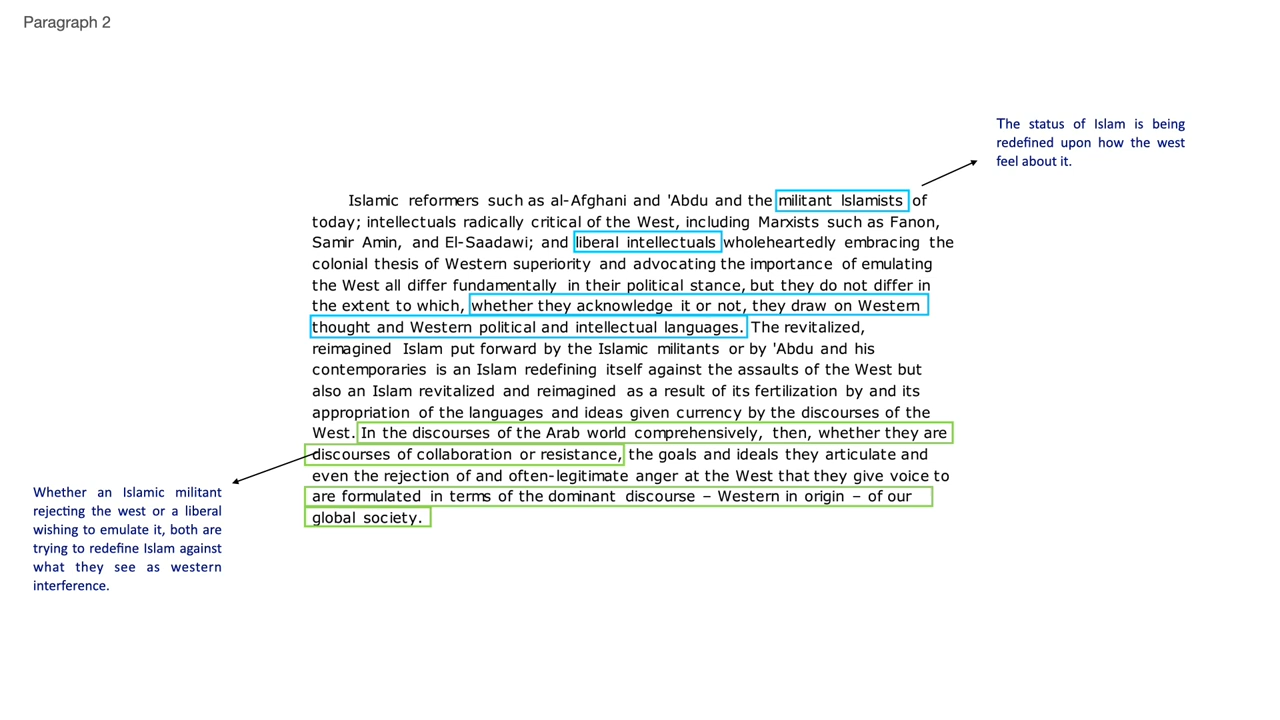 Paragraph 2
The status of Islam is being
redefined upon how the west
feel about it.
Islamic reformers such as al-Afghani and 'Abdu and the militant Islamists of
today; intellectuals radically critical of the West, including Marxists such as Fanon,
Samir Amin, and El-Saadawi; and liberal intellectuals wholeheartedly embracing the
colonial thesis of Western superiority and advocating the importance of emulating
the West all differ fundamentally in their political stance, but they do not differ in
the extent to which, whether they acknowledge it or not, they draw on Western
thought and Western political and intellectual languages. The revitalized,
reimagined Islam put forward by the Islamic militants or by 'Abdu and his
contemporaries is an Islam redefining itself against the assaults of the West but
also an Islam revitalized and reimagined as a result of its fertilization by and its
appropriation of the languages and ideas given currency by the discourses of the
West. In the discourses of the Arab world comprehensively, then, whether they are
discourses of collaboration or resistance, the goals and ideals they articulate and
even the rejection of and often-legitimate anger at the West that they give voice to
are formulated in terms of the dominant discourse – Western in origin – of our
global society.
Whether an Islamic militant
rejecting the west or a liberal
wishing to emulate it, both are
trying to redefine Islam against
what they see as western
interference.